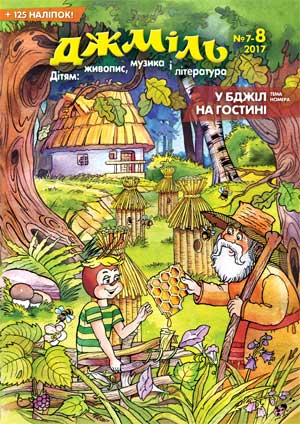 + 125 НАЛІПОК!
ДЖМІЛЬ
№7-8
2017
Дітям: живопис, музика і література
У БДЖІЛ НА ГОСТИНІ
ТЕМА НОМЕРА